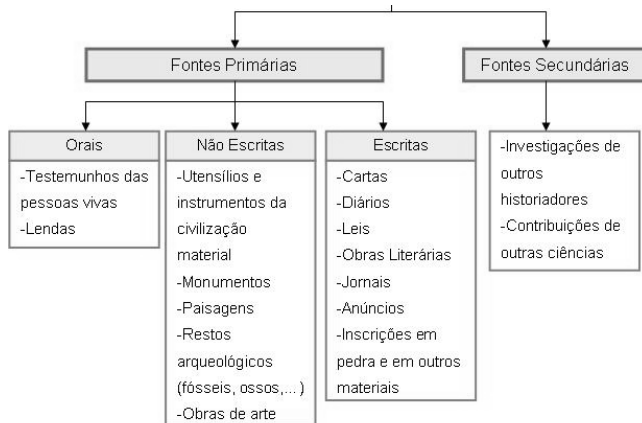 Fontes Primárias
Fontes Secundárias
Orais
-Testemunhos das
pessoas vivas
-Lendas
Não Escritas
-Utensílios e
instrumentos da
civilização
material
-Monumentos
-Paisagens
-Restos
arqueológicos
(fósseis, ossos,...)
-Obras de arte
Escritas
-Cartas
-Diários
-Leis
-Obras Literárias
-Jornais
-Anúncios
-Inscrições em
pedra e em outros
materiais
-Investigações de
outros
historiadores
-Contribuições de
outras ciências